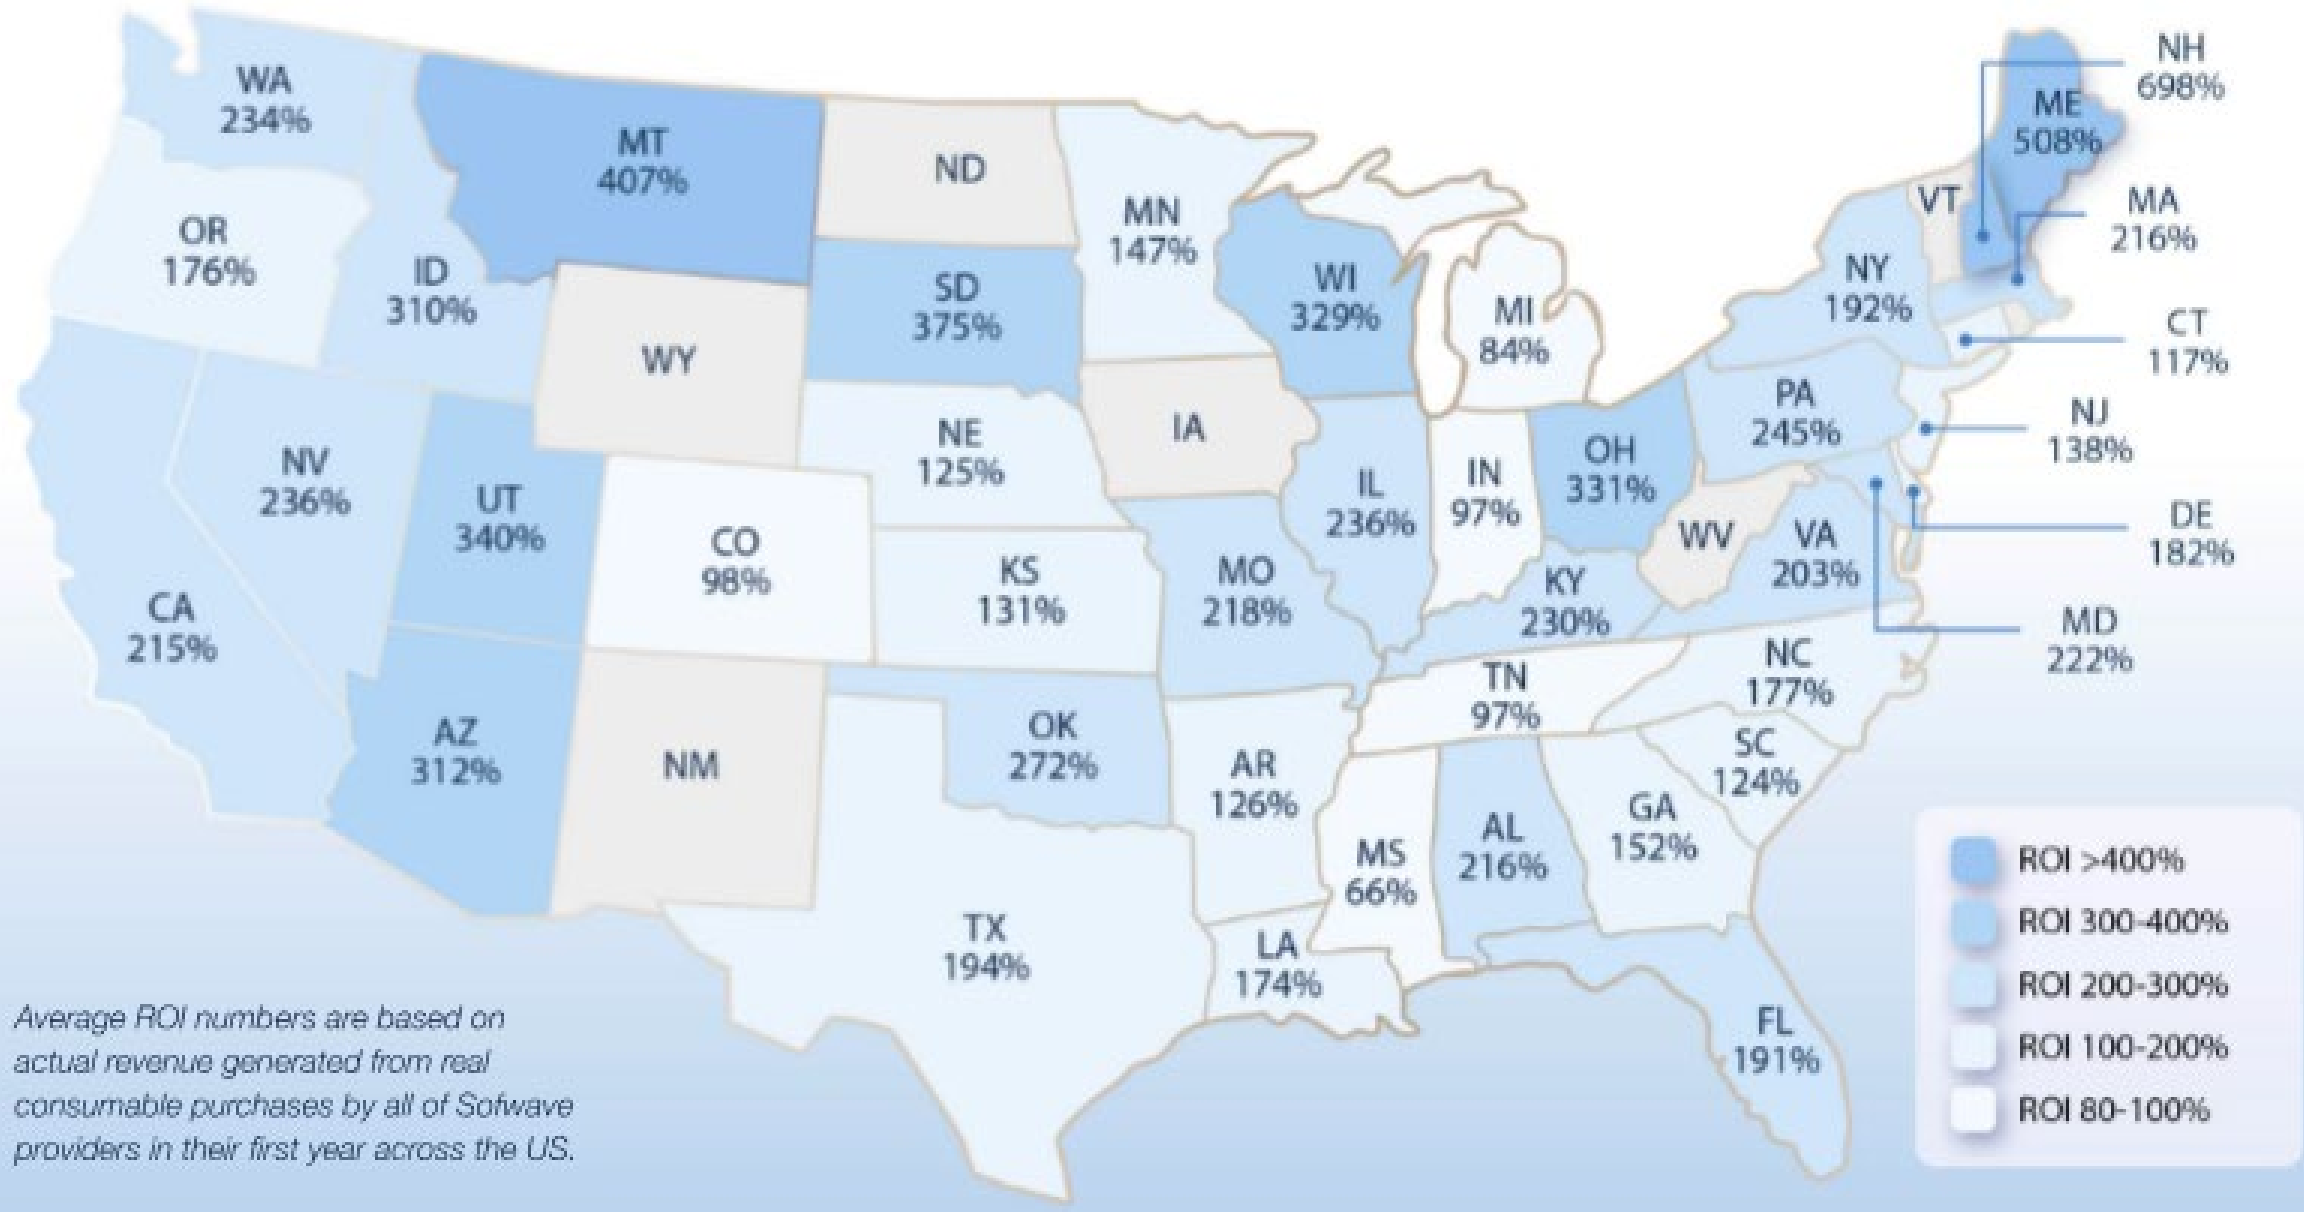 WA
234%
MT
407%
ND
MN
147%
NH
698%
ME
508%
OR
176%
ID
310%
SD
375%
WI
329%
MI
84%
VT
NY
192%
MA
216%
CT
117%
WY
NE
125%
IA
NV
236%
UT
340%
CO
98%
KS
131%
MO
218%
IL
236%
IN
97%
OH
331%
PA
245%
NJ
138%
WV
VA
203%
DE
182%
MD
222%
KY
230%
CA
215%
AZ
312%
NM
OK
272%
AR
126%
TN
97%
NC
177%
SC
124%
MS
66%
AL
216%
GA
152%
TX
194%
LA
174%
FL
191%
ROI >400%
ROI 300-400%
ROI 200-300%
ROI 100-200%
ROI 80-100%
Average ROI numbers are based on
actual revenue generated from real
consumable purchases by all of Sofwave
providers in their first year across the US.